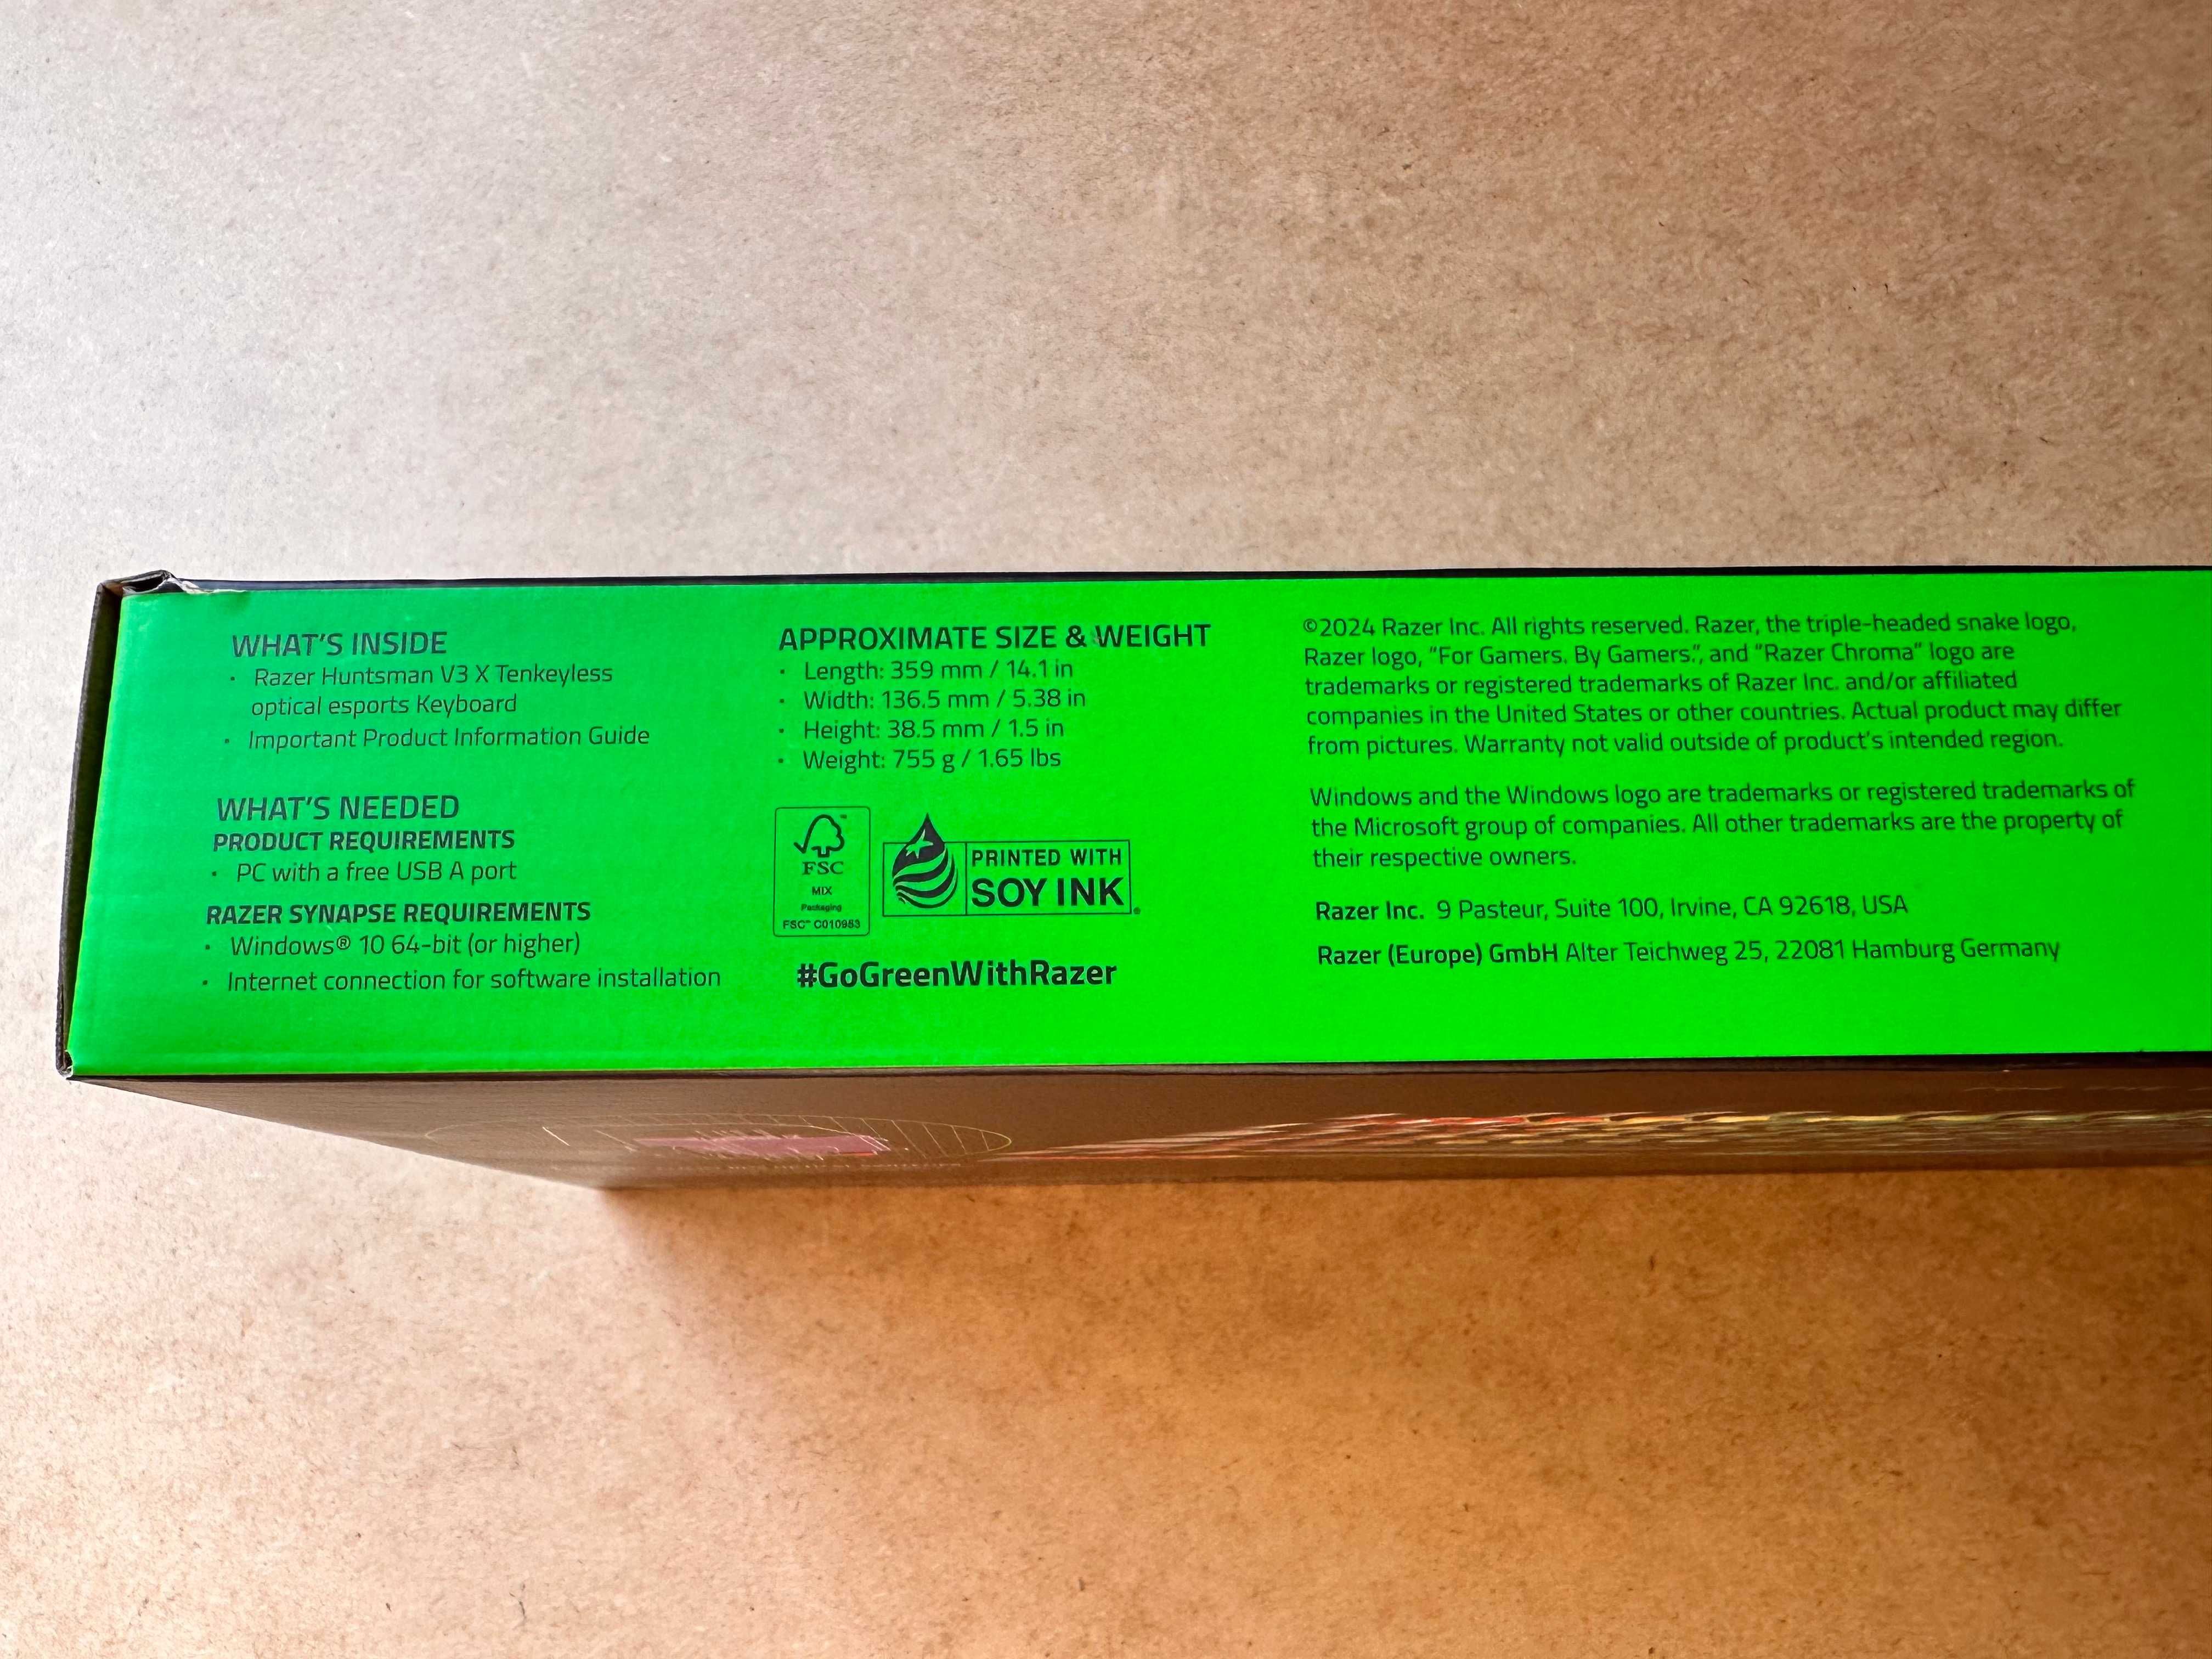 WHAT'S INSIDE
· Razer Huntsman V3 X Tenkeyless
optical esports Keyboard
· Important Product Information Guide
WHAT'S NEEDED
PRODUCT REQUIREMENTS
· PC with a free USB A port
RAZER SYNAPSE REQUIREMENTS
· Windows® 10 64-bit (or higher)
· Internet connection for software installation
APPROXIMATE SIZE & WEIGHT
· Length: 359 mm / 14.1 in
· Width: 136.5 mm / 5.38 in
· Height: 38.5 mm / 1.5 in
· Weight: 755 g / 1.65 lbs
™
FSC
MIX
Packaging
FSC™ C010953
PRINTED WITH
SOY INK
#GoGreenWithRazer
©2024 Razer Inc. All rights reserved. Razer, the triple-headed snake logo,
Razer logo, "For Gamers. By Gamers.", and "Razer Chroma" logo are
trademarks or registered trademarks of Razer Inc. and/or affiliated
companies in the United States or other countries. Actual product may differ
from pictures. Warranty not valid outside of product's intended region.
Windows and the Windows logo are trademarks or registered trademarks of
the Microsoft group of companies. All other trademarks are the property of
their respective owners.
Razer Inc. 9 Pasteur, Suite 100, Irvine, CA 92618, USA
Razer (Europe) GmbH Alter Teichweg 25, 22081 Hamburg Germany